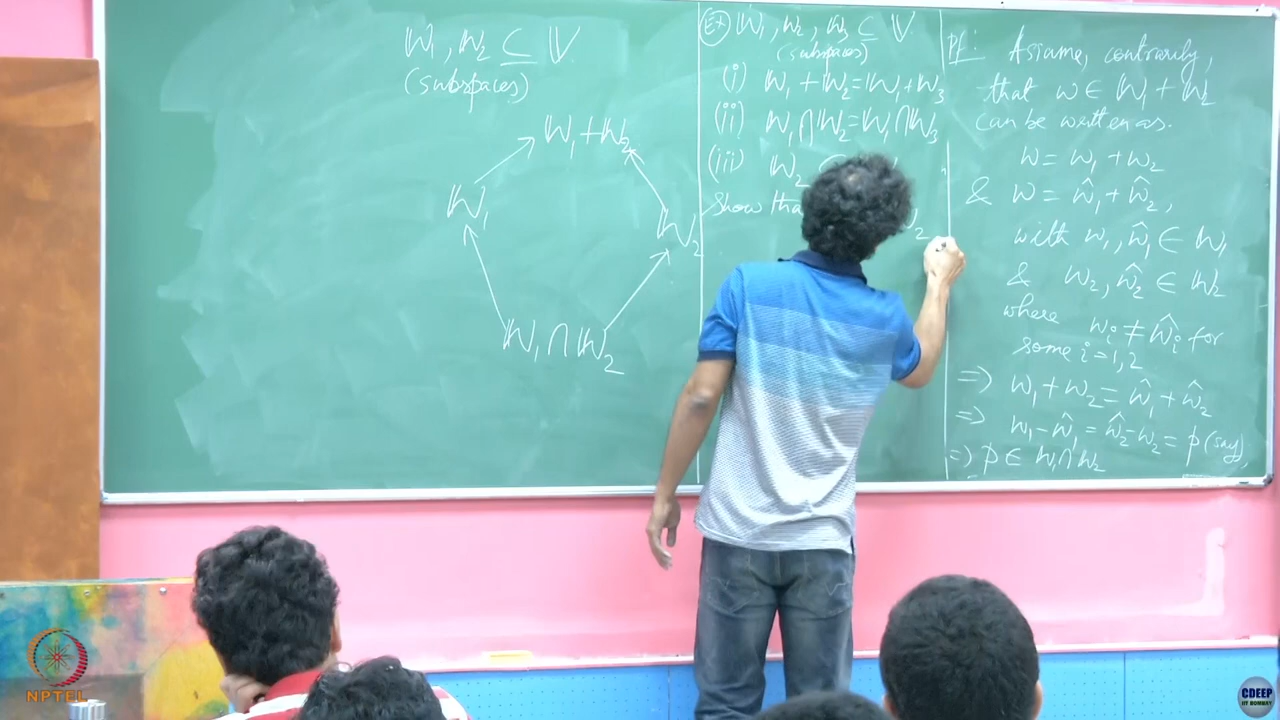 W₁, W₂ ⊆ V
(subspaces)
W₁ + W₂
W₁
W₂
W₁ ∩ W₂
Ex W₁, W₂, W₃ ⊆ V
(subspaces)
(i) W₁ + W₂ = W₁ + W₃
(ii) W₁ ∩ W₂ = W₁ ∩ W₃
(iii) W₂
Show tha
Pf: Assume, contrarily,
that w ∈ W₁ + W₂
can be written as.
w = w₁ + w₂
& w = ŵ₁ + ŵ₂,
with w₁, ŵ₁ ∈ W₁
& w₂, ŵ₂ ∈ W₂
where wᵢ ≠ ŵᵢ for
some i = 1, 2
=> w₁ + w₂ = ŵ₁ + ŵ₂
=> w₁ - ŵ₁ = ŵ₂ - w₂ = p (say),
=> p ∈ W₁ ∩ W₂
NPTEL
CDEEP
IIT BOMBAY